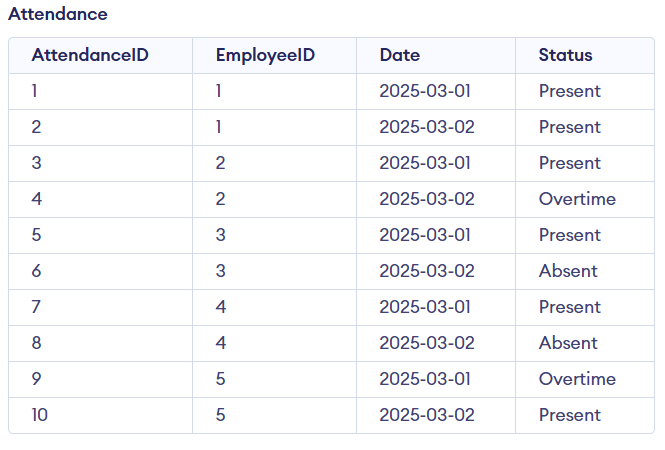 Attendance
AttendanceID EmployeeID Date Status
1 1 2025-03-01 Present
2 1 2025-03-02 Present
3 2 2025-03-01 Present
4 2 2025-03-02 Overtime
5 3 2025-03-01 Present
6 3 2025-03-02 Absent
7 4 2025-03-01 Present
8 4 2025-03-02 Absent
9 5 2025-03-01 Overtime
10 5 2025-03-02 Present